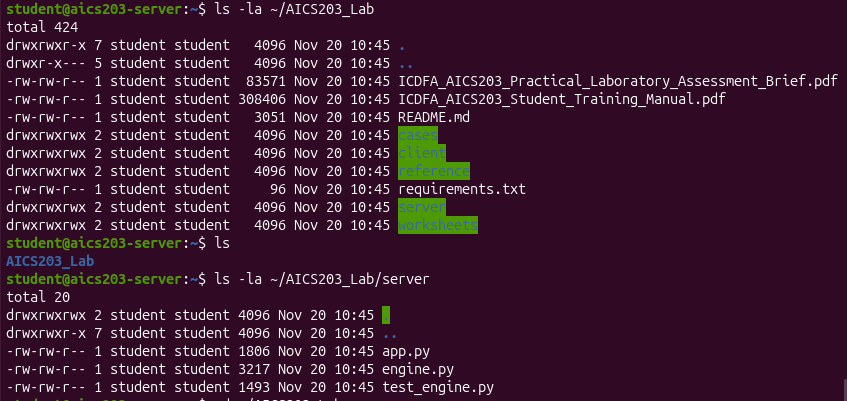 student@aics203-server:~$ ls -la ~/AICS203_Lab
total 424
drwxrwxr-x 7 student student   4096 Nov 20 10:45 .
drwxr-x--- 5 student student   4096 Nov 20 10:45 ..
-rw-rw-r-- 1 student student  83571 Nov 20 10:45 ICDFA_AICS203_Practical_Laboratory_Assessment_Brief.pdf
-rw-rw-r-- 1 student student 308406 Nov 20 10:45 ICDFA_AICS203_Student_Training_Manual.pdf
-rw-rw-r-- 1 student student   3051 Nov 20 10:45 README.md
drwxrwxrwx 2 student student   4096 Nov 20 10:45 cases
drwxrwxrwx 2 student student   4096 Nov 20 10:45 client
drwxrwxrwx 2 student student   4096 Nov 20 10:45 reference
-rw-rw-r-- 1 student student     96 Nov 20 10:45 requirements.txt
drwxrwxrwx 2 student student   4096 Nov 20 10:45 server
drwxrwxrwx 2 student student   4096 Nov 20 10:45 worksheets
student@aics203-server:~$ ls
AICS203_Lab
student@aics203-server:~$ ls -la ~/AICS203_Lab/server
total 20
drwxrwxrwx 2 student student 4096 Nov 20 10:45 .
drwxrwxr-x 7 student student 4096 Nov 20 10:45 ..
-rw-rw-r-- 1 student student 1806 Nov 20 10:45 app.py
-rw-rw-r-- 1 student student 3217 Nov 20 10:45 engine.py
-rw-rw-r-- 1 student student 1493 Nov 20 10:45 test_engine.py